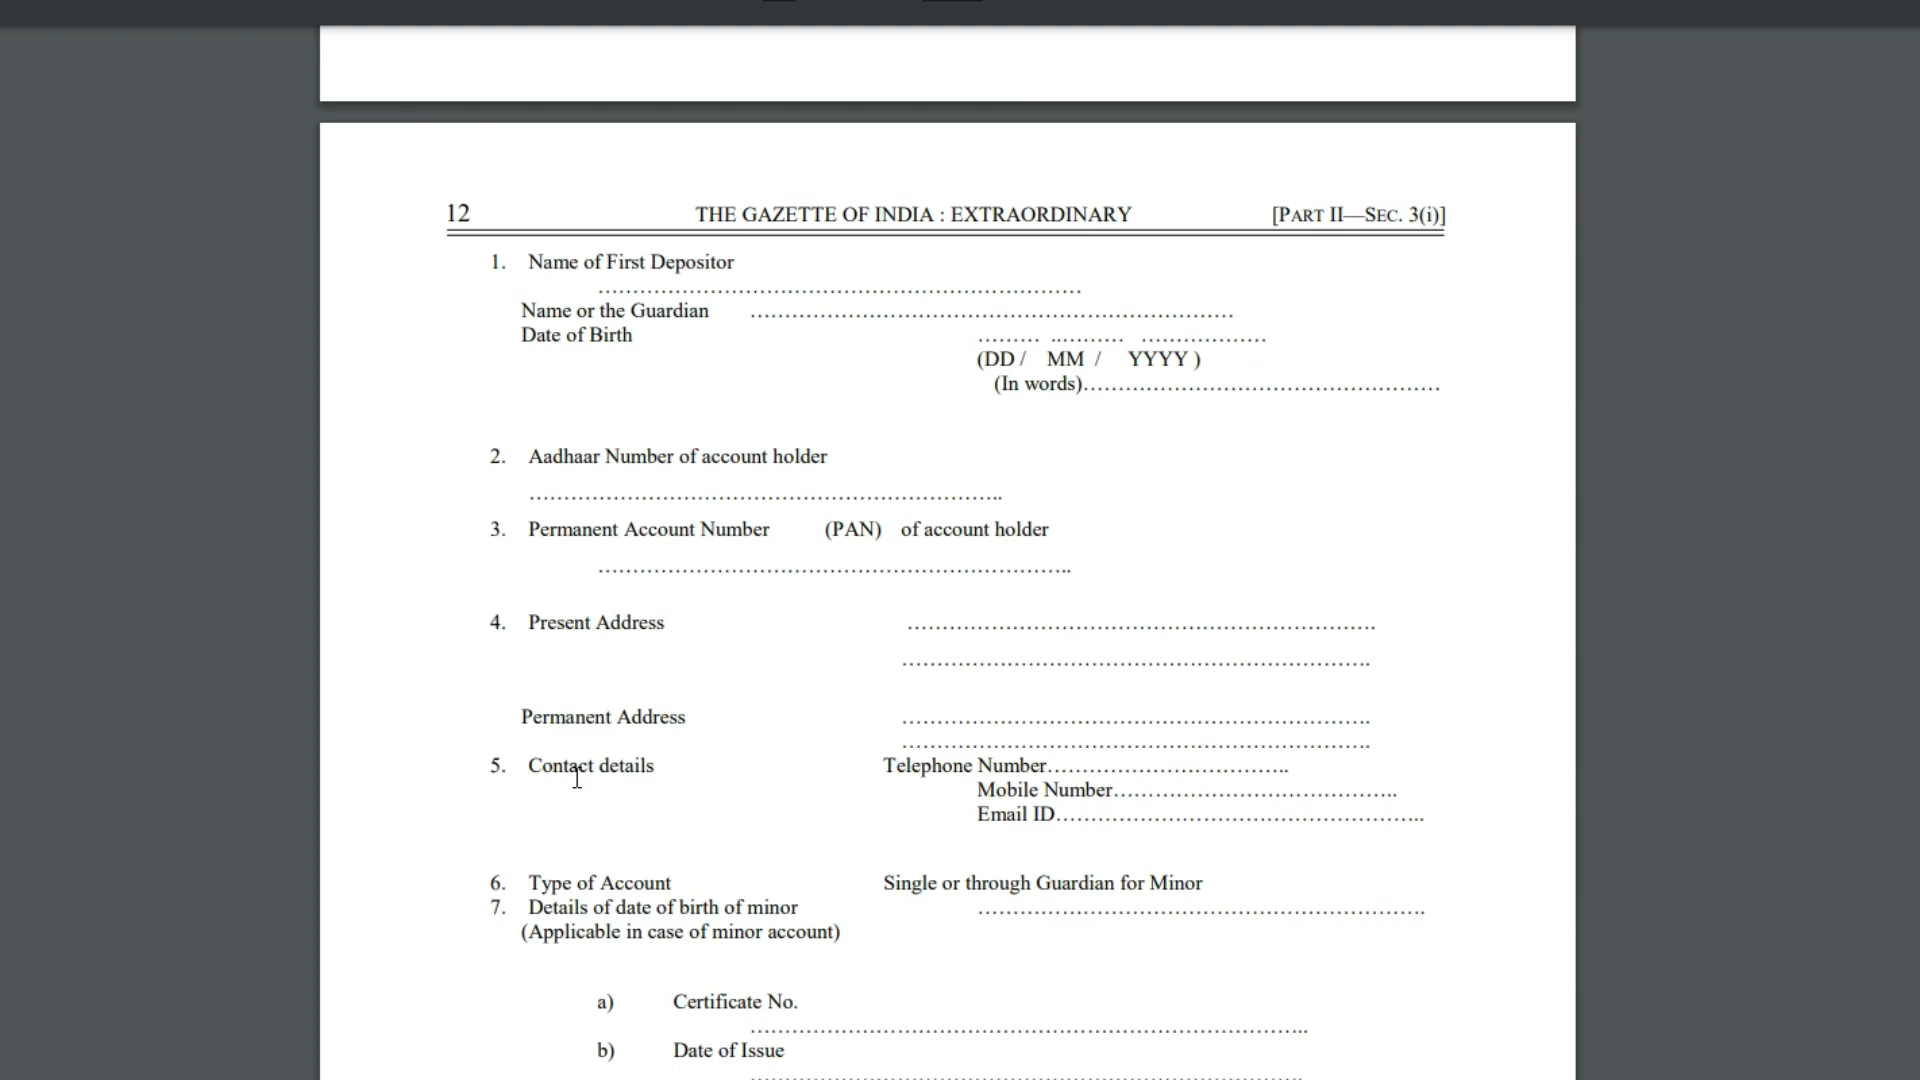 12 THE GAZETTE OF INDIA : EXTRAORDINARY [PART II—SEC. 3(i)]
1. Name of First Depositor
……………………………………………………………
Name or the Guardian ……………………………………………………………
Date of Birth ……… ..……… ………………
(DD / MM / YYYY )
(In words)……………………………………………
2. Aadhaar Number of account holder
…………………………………………………………..
3. Permanent Account Number (PAN) of account holder
…………………………………………………………..
4. Present Address ………………………………………………………….
………………………………………………………….
Permanent Address ………………………………………………………….
………………………………………………………….
5. Contact details Telephone Number……………………………..
Mobile Number…………………………………..
Email ID……………………………………………..
6. Type of Account Single or through Guardian for Minor
7. Details of date of birth of minor ……………………………………………………….
(Applicable in case of minor account)
a) Certificate No.
……………………………………………………………………..
b) Date of Issue
…………………………………………………………………….